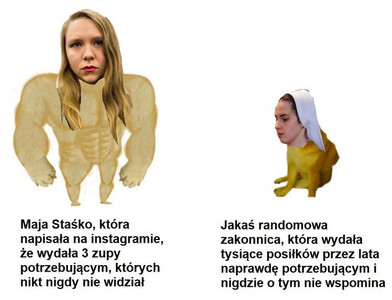 Maja Staśko, która
napisała na instagramie,
że wydała 3 zupy
potrzebującym, których
nikt nigdy nie widział
Jakaś randomowa
zakonnica, która wydała
tysiące posiłków przez lata
naprawdę potrzebującym i
nigdzie o tym nie wspomina